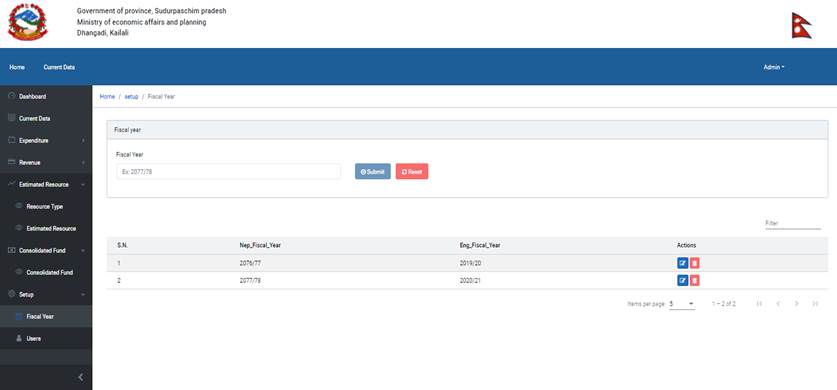 Government of province, Sudurpaschim pradesh
Ministry of economic affairs and planning
Dhangadi, Kailali
Home Current Data Admin
Dashboard
Current Data
Expenditure
Revenue
Estimated Resource
Resource Type
Estimated Resource
Consolidated Fund
Consolidated Fund
Setup
Fiscal Year
Users
Home / setup / Fiscal Year
Fiscal year
Fiscal Year
Ex: 2077/78 Submit Reset
Filter
S.N. Nep_Fiscal_Year Eng_Fiscal_Year Actions
1 2076/77 2019/20
2 2077/78 2020/21
Items per page: 5 1 – 2 of 2